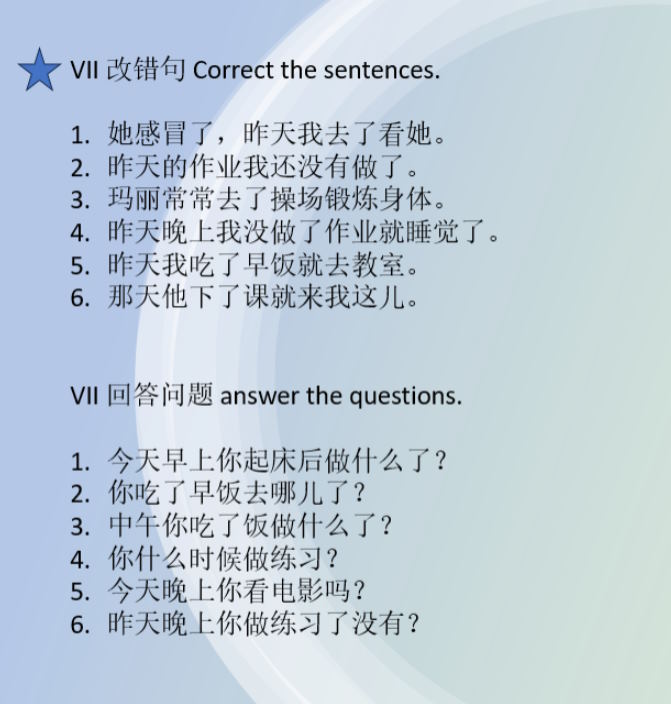 VII 改错句 Correct the sentences.
1. 她感冒了，昨天我去了看她。
2. 昨天的作业我还没有做了。
3. 玛丽常常去了操场锻炼身体。
4. 昨天晚上我没做了作业就睡觉了。
5. 昨天我吃了早饭就去教室。
6. 那天他下了课就来我这儿。
VII 回答问题 answer the questions.
1. 今天早上你起床后做什么了？
2. 你吃了早饭去哪儿了？
3. 中午你吃了饭做什么了？
4. 你什么时候做练习？
5. 今天晚上你看电影吗？
6. 昨天晚上你做练习了没有？